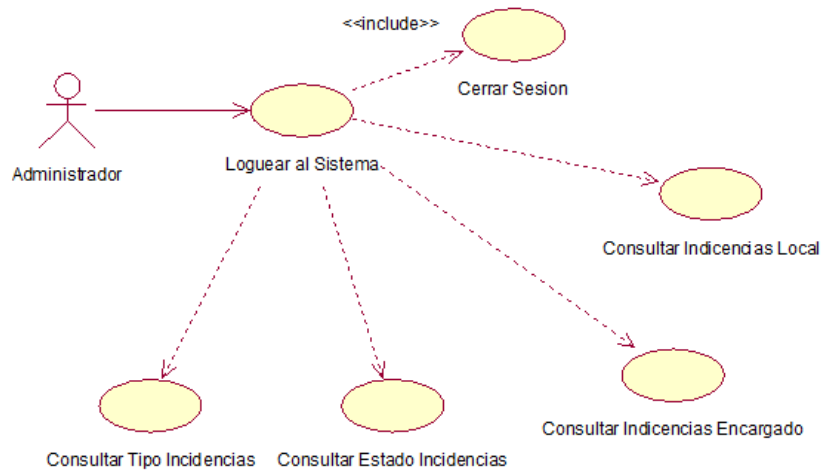 <<include>>
Cerrar Sesion
Administrador
Loguear al Sistema
Consultar Indicencias Local
Consultar Indicencias Encargado
Consultar Tipo Incidencias
Consultar Estado Incidencias